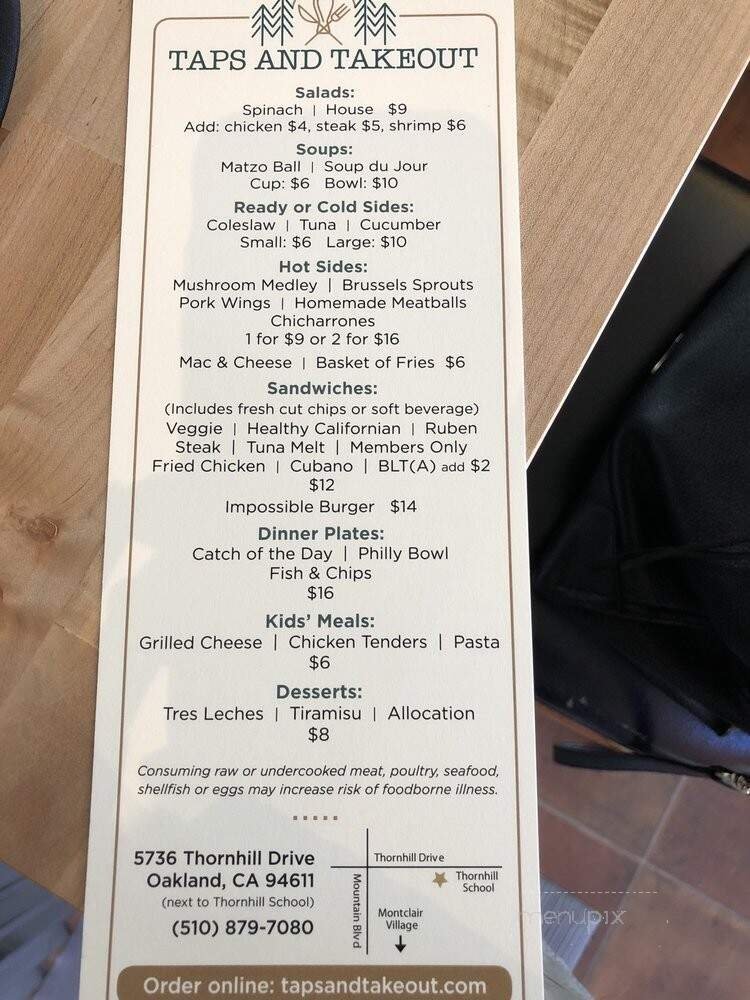 TAPS AND TAKEOUT
Salads:
Spinach | House $9
Add: chicken $4, steak $5, shrimp $6
Soups:
Matzo Ball | Soup du Jour
Cup: $6 Bowl: $10
Ready or Cold Sides:
Coleslaw | Tuna | Cucumber
Small: $6 Large: $10
Hot Sides:
Mushroom Medley | Brussels Sprouts
Pork Wings | Homemade Meatballs
Chicharrones
1 for $9 or 2 for $16
Mac & Cheese | Basket of Fries $6
Sandwiches:
(Includes fresh cut chips or soft beverage)
Veggie | Healthy Californian | Ruben
Steak | Tuna Melt | Members Only
Fried Chicken | Cubano | BLT(A) add $2
$12
Impossible Burger $14
Dinner Plates:
Catch of the Day | Philly Bowl
Fish & Chips
$16
Kids' Meals:
Grilled Cheese | Chicken Tenders | Pasta
$6
Desserts:
Tres Leches | Tiramisu | Allocation
$8
Consuming raw or undercooked meat, poultry, seafood,
shellfish or eggs may increase risk of foodborne illness.
5736 Thornhill Drive
Oakland, CA 94611
(next to Thornhill School)
(510) 879-7080
Thornhill Drive
Thornhill
School
Mountain Blvd
Montclair
Village
Order online: tapsandtakeout.com
menupix